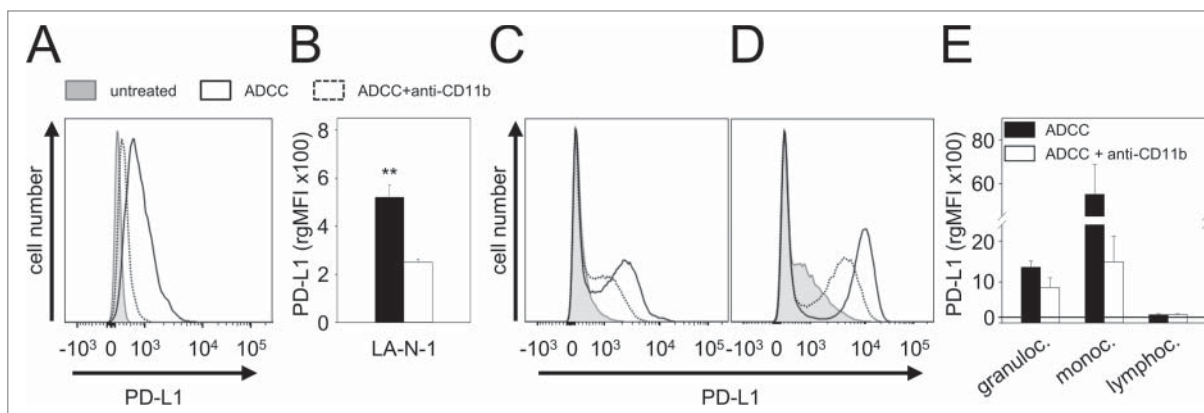 A
B
C
D
E
untreated
ADCC
ADCC+anti-CD11b
cell number
-10³ 0 10³ 10⁴ 10⁵
PD-L1
PD-L1 (rgMFI x100)
8
6
4
2
0
**
LA-N-1
cell number
-10³ 0 10³ 10⁴ 10⁵
-10³ 0 10³ 10⁴ 10⁵
PD-L1
PD-L1 (rgMFI x100)
80
60
20
10
0
ADCC
ADCC + anti-CD11b
granuloc.
monoc.
lymphoc.